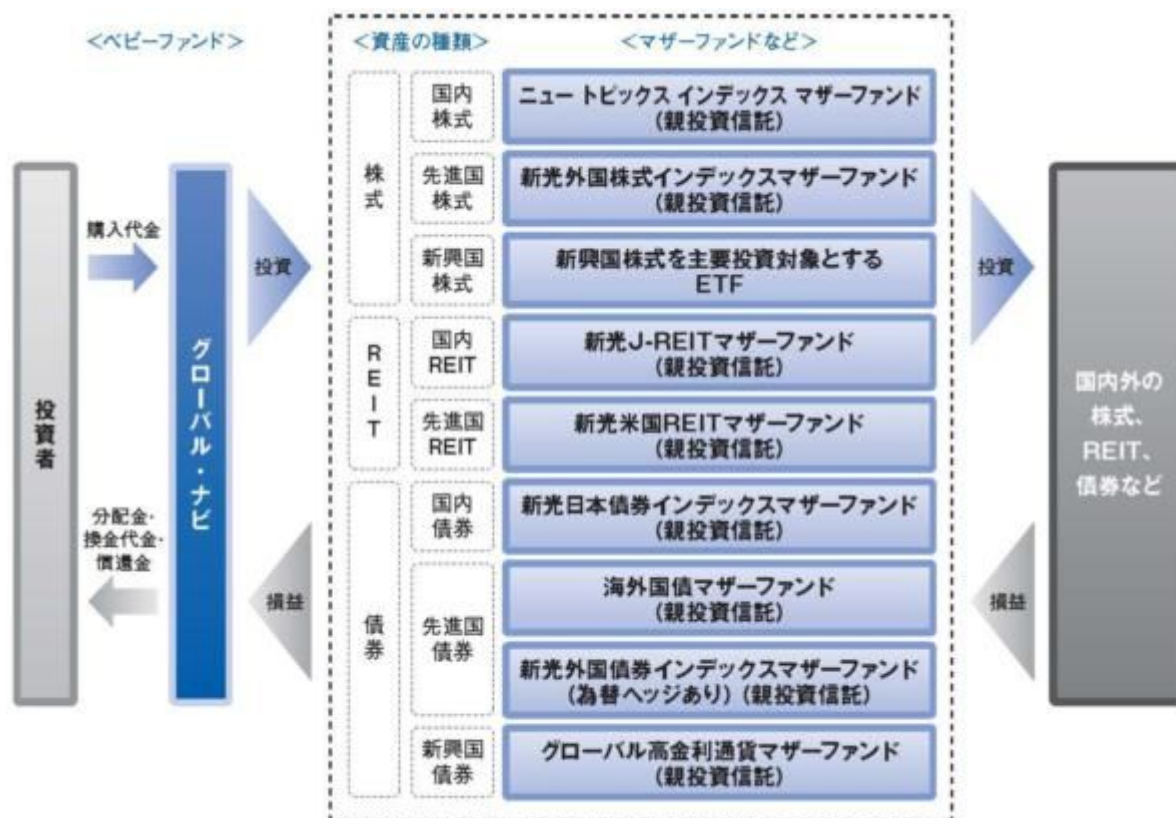 ＜ベビーファンド＞
＜資産の種類＞
＜マザーファンドなど＞
投資者
購入代金
分配金・
換金代金・
償還金
グローバル・ナビ
投資
損益
株式
国内
株式
ニュー トピックス インデックス マザーファンド
(親投資信託)
先進国
株式
新光外国株式インデックスマザーファンド
(親投資信託)
新興国
株式
新興国株式を主要投資対象とする
ETF
REIT
国内
REIT
新光J-REITマザーファンド
(親投資信託)
先進国
REIT
新光米国REITマザーファンド
(親投資信託)
債券
国内
債券
新光日本債券インデックスマザーファンド
(親投資信託)
先進国
債券
海外国債マザーファンド
(親投資信託)
新光外国債券インデックスマザーファンド
(為替ヘッジあり) (親投資信託)
新興国
債券
グローバル高金利通貨マザーファンド
(親投資信託)
投資
損益
国内外の
株式、
REIT、
債券など